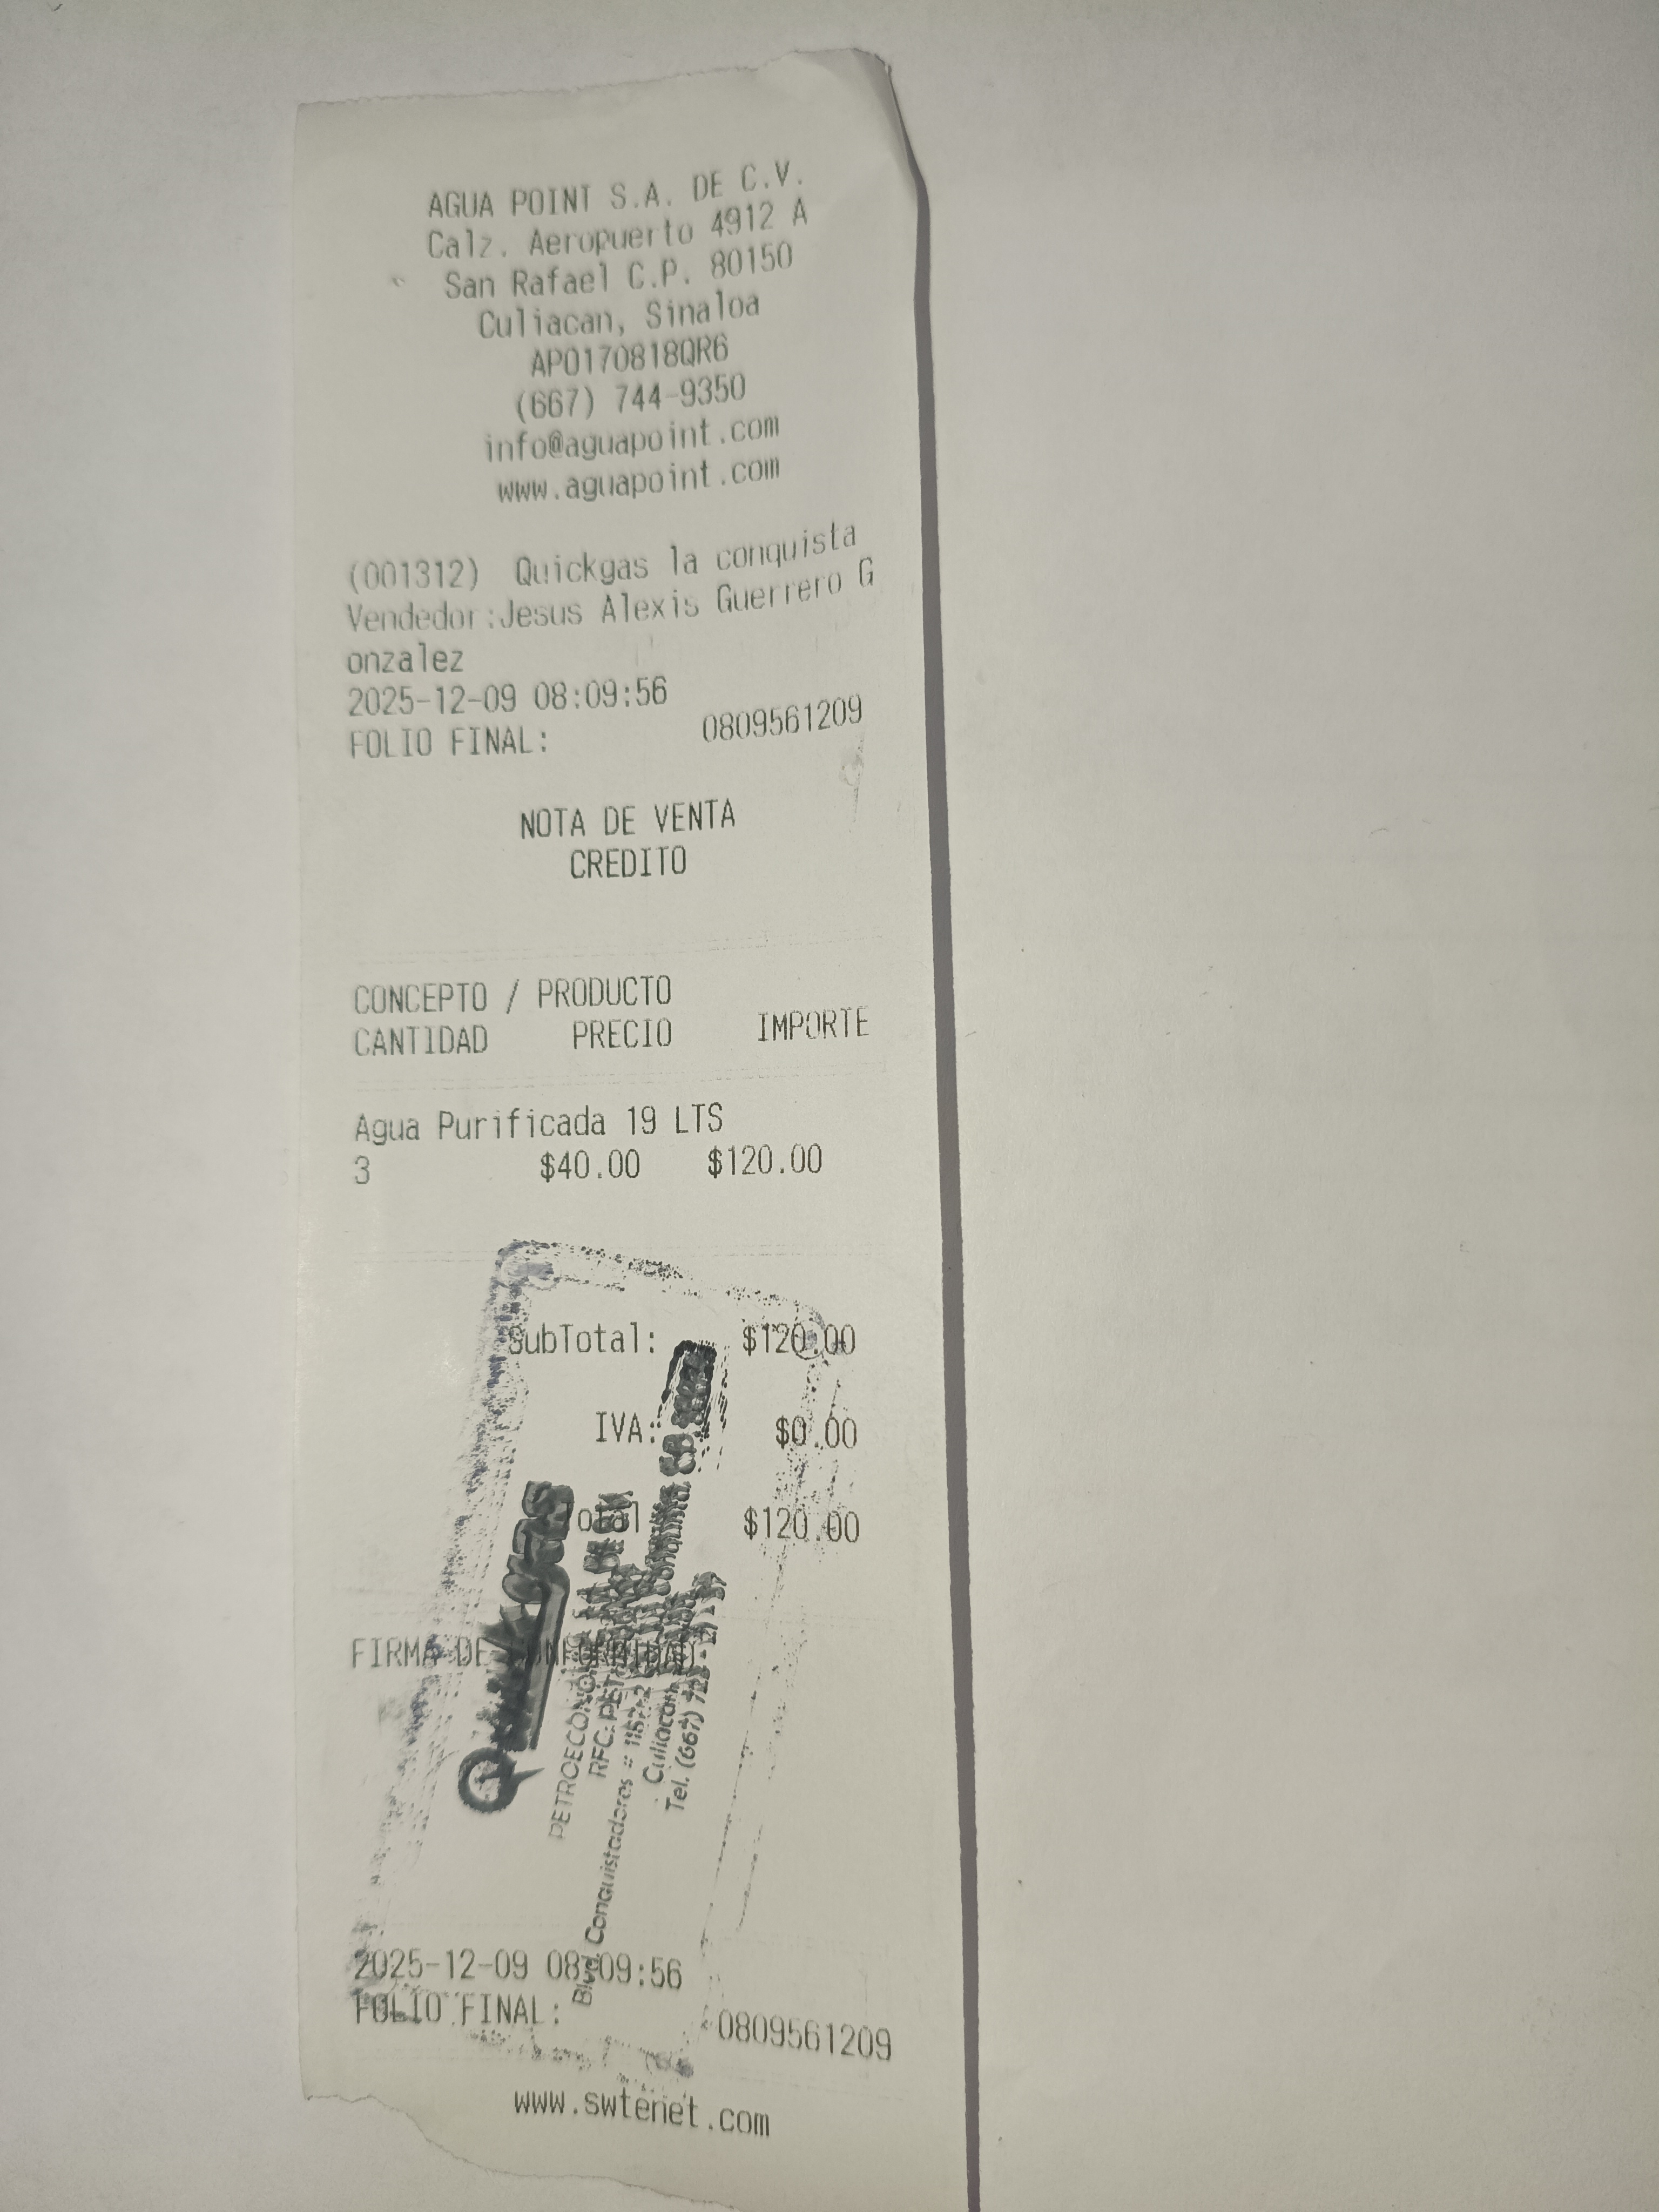 AGUA POINT S.A. DE C.V.
Calz. Aeropuerto 4912 A
San Rafael C.P. 80150
Culiacan, Sinaloa
APO170818QR6
(667) 744-9350
info@aguapoint.com
www.aguapoint.com
(001312) Quickgas la conquista
Vendedor:Jesus Alexis Guerrero G
onzalez
2025-12-09 08:09:56
FOLIO FINAL: 0809561209
NOTA DE VENTA
CREDITO
CONCEPTO / PRODUCTO
CANTIDAD PRECIO IMPORTE
Agua Purificada 19 LTS
3 $40.00 $120.00
SubTotal: $120.00
IVA: $0.00
Total $120.00
FIRMA DE CONFORMIDAD
RFC:
Blvd. Conquistadores #
Culiacan
Tel. (667)
2025-12-09 08:09:56
FOLIO FINAL: 0809561209
www.swtenet.com